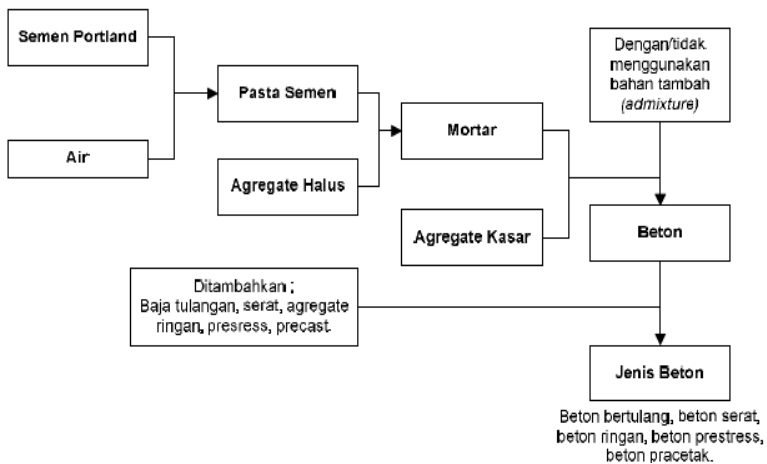 Semen Portland
Air
Pasta Semen
Agregate Halus
Mortar
Agregate Kasar
Dengan/tidak
menggunakan
bahan tambah
(admixture)
Beton
Ditambahkan ;
Baja tulangan, serat, agregate
ringan, presress, precast.
Jenis Beton
Beton bertulang, beton serat,
beton ringan, beton prestress,
beton pracetak.